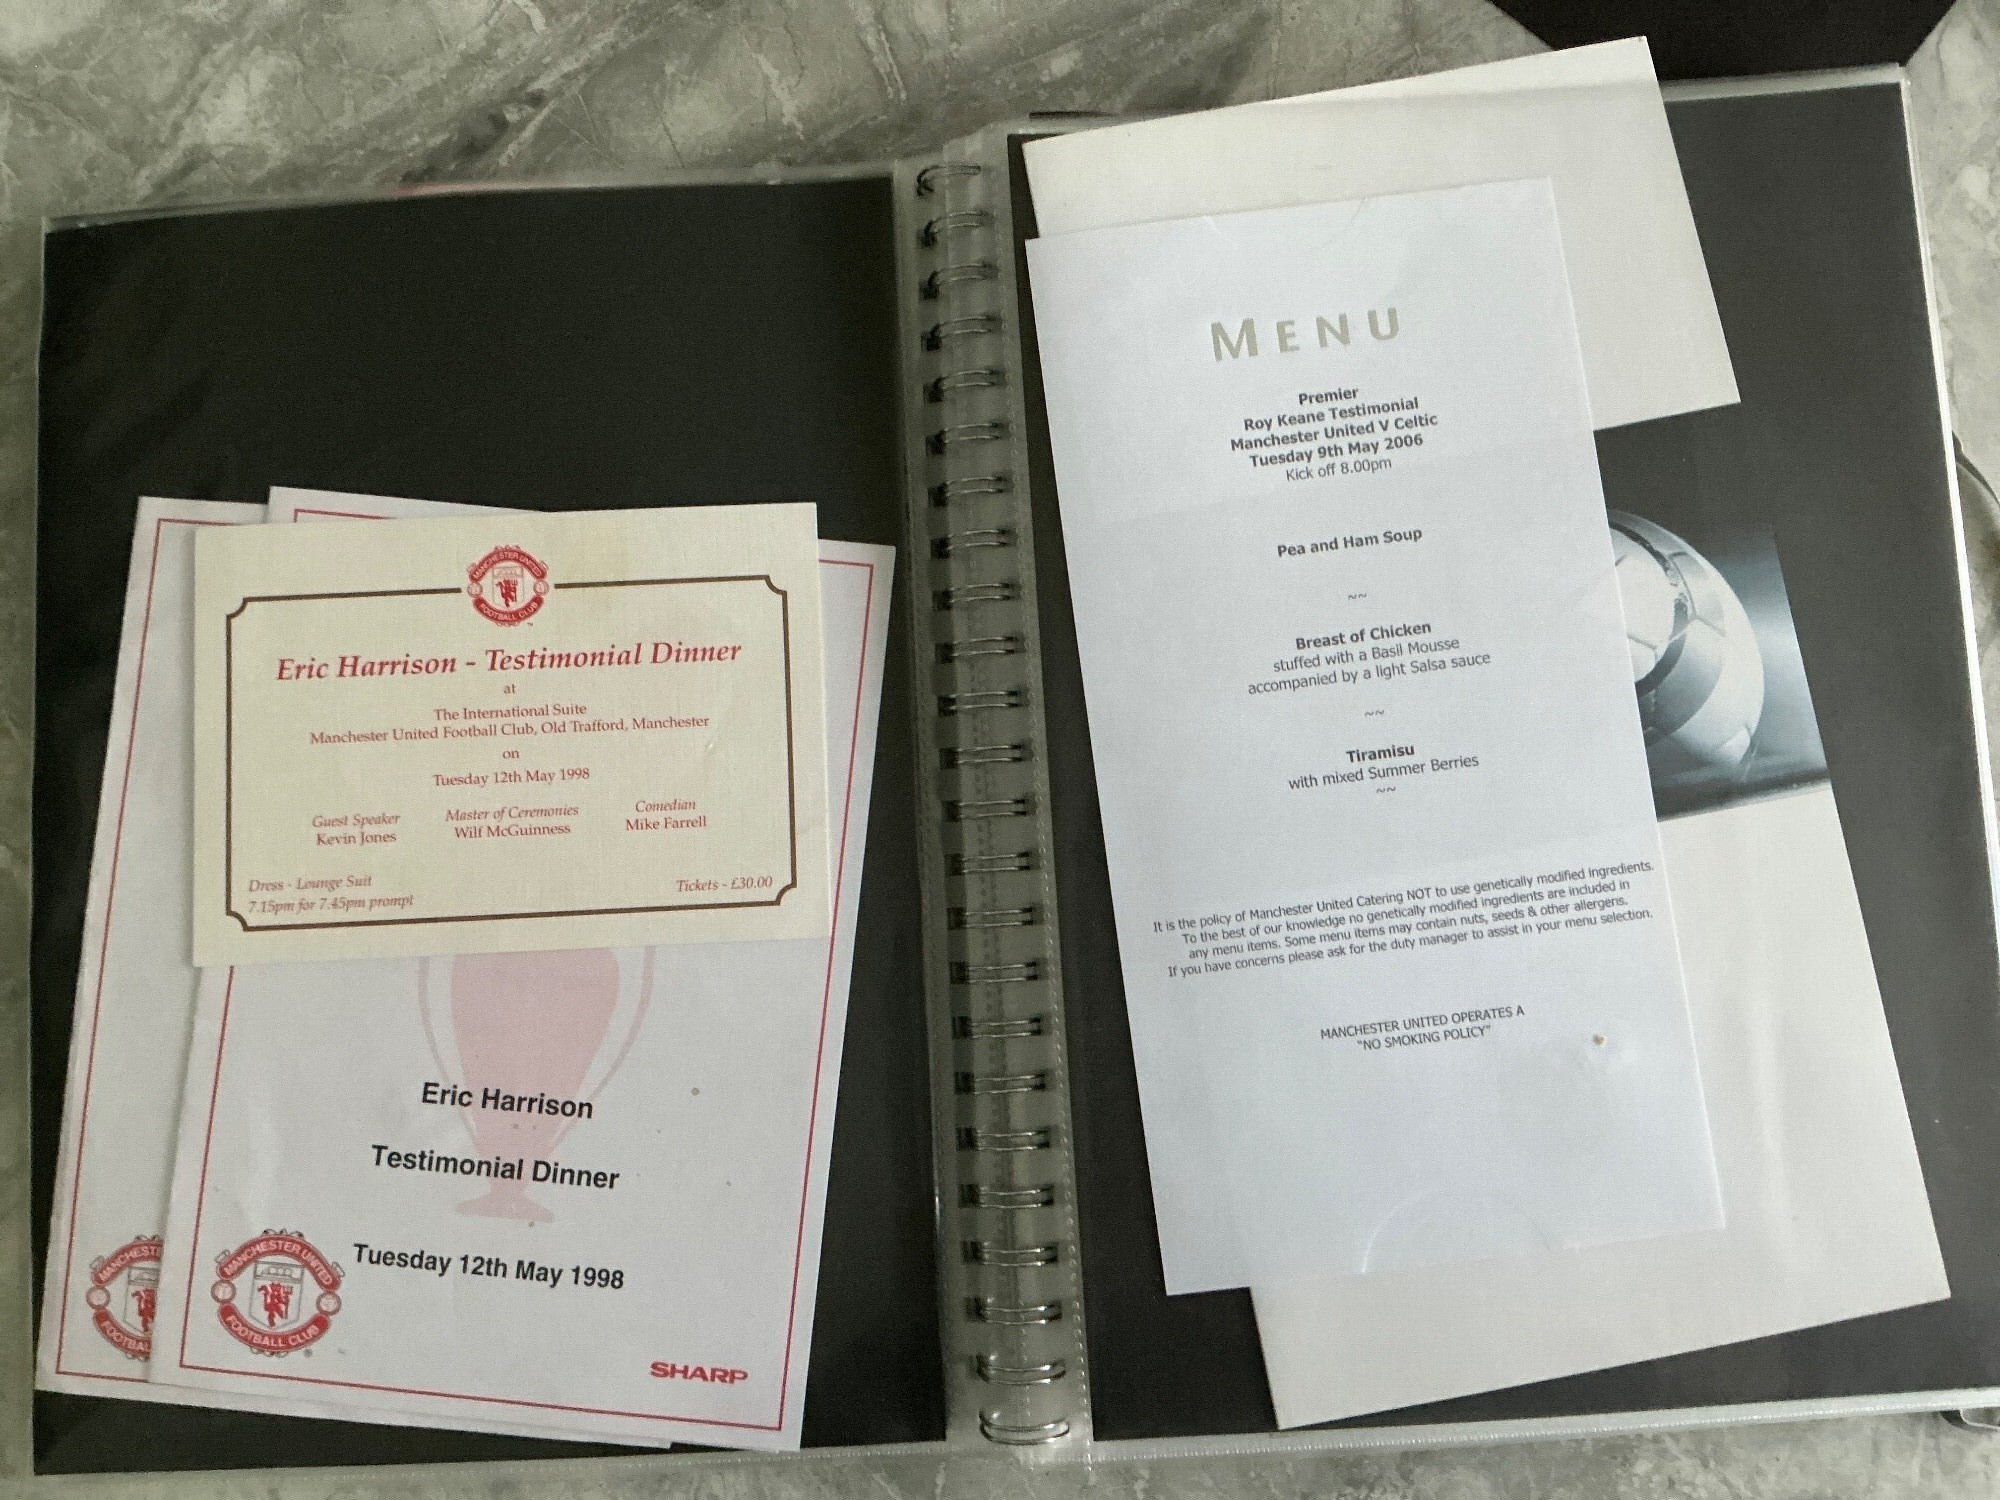 MANCHESTER UNITED
FOOTBALL CLUB
Eric Harrison - Testimonial Dinner
at
The International Suite
Manchester United Football Club, Old Trafford, Manchester
on
Tuesday 12th May 1998
Guest Speaker
Kevin Jones
Master of Ceremonies
Wilf McGuinness
Comedian
Mike Farrell
Dress - Lounge Suit
7.15pm for 7.45pm prompt
Tickets - £30.00
Eric Harrison
Testimonial Dinner
Tuesday 12th May 1998
MANCHESTER UNITED
FOOTBALL CLUB
SHARP
MANCHEST
FOOTBAL
MENU
Premier
Roy Keane Testimonial
Manchester United V Celtic
Tuesday 9th May 2006
Kick off 8.00pm
Pea and Ham Soup
~~
Breast of Chicken
stuffed with a Basil Mousse
accompanied by a light Salsa sauce
~~
Tiramisu
with mixed Summer Berries
~~
It is the policy of Manchester United Catering NOT to use genetically modified ingredients.
To the best of our knowledge no genetically modified ingredients are included in
any menu items. Some menu items may contain nuts, seeds & other allergens.
If you have concerns please ask for the duty manager to assist in your menu selection.
MANCHESTER UNITED OPERATES A
"NO SMOKING POLICY"